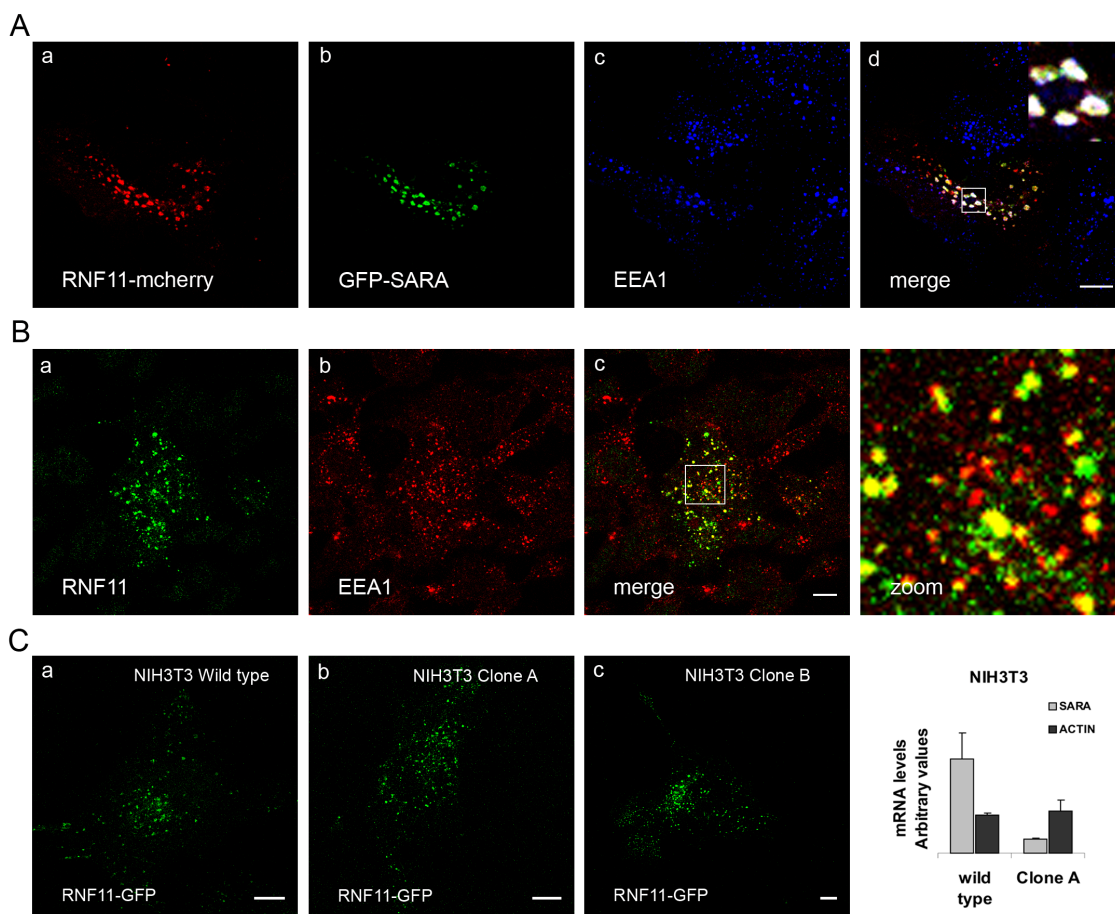 A
a
RNF11-mcherry
b
GFP-SARA
c
EEA1
d
merge
B
a
RNF11
b
EEA1
c
merge
zoom
C
a
NIH3T3 Wild type
RNF11-GFP
b
NIH3T3 Clone A
RNF11-GFP
c
NIH3T3 Clone B
RNF11-GFP
NIH3T3
SARA
ACTIN
mRNA levels
Arbitrary values
wild
type
Clone A